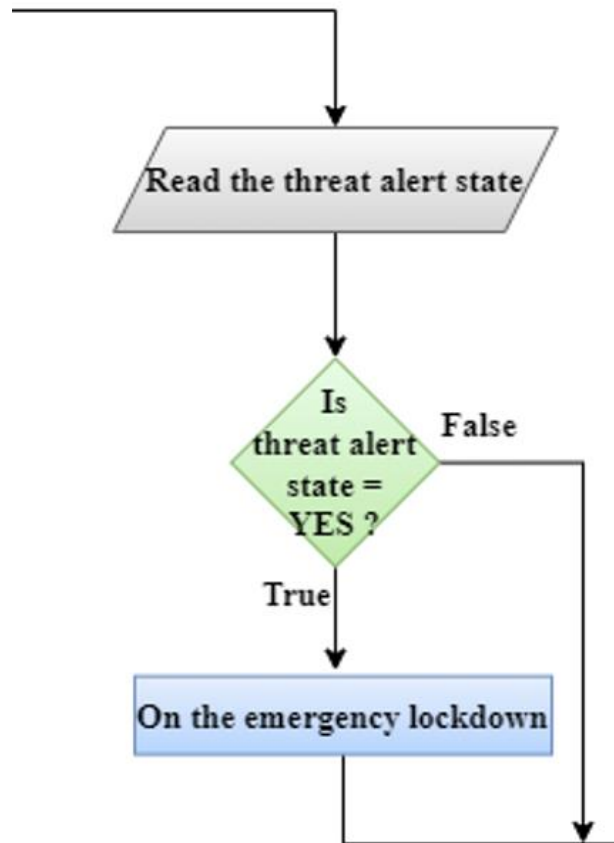 Read the threat alert state
Is
threat alert
state =
YES ?
False
True
On the emergency lockdown